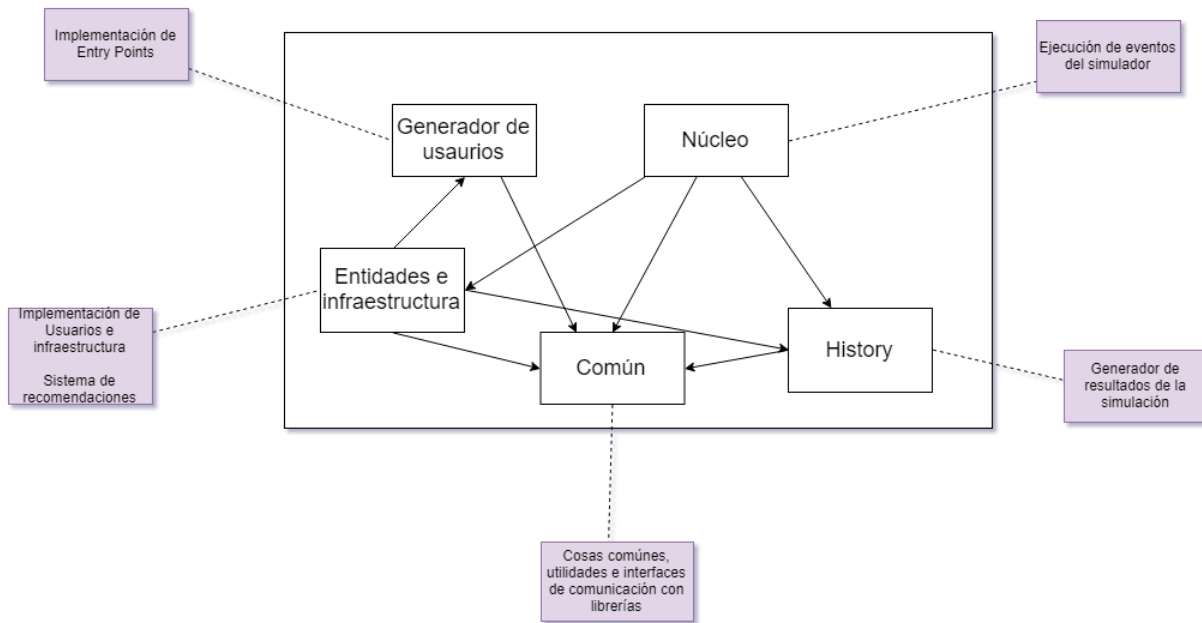 Implementación de
Entry Points
Ejecución de eventos
del simulador
Generador de
usaurios
Núcleo
Entidades e
infraestructura
Común
History
Implementación de
Usuarios e
infraestructura
Sistema de
recomendaciones
Generador de
resultados de la
simulación
Cosas comúnes,
utilidades e interfaces
de comunicación con
librerías